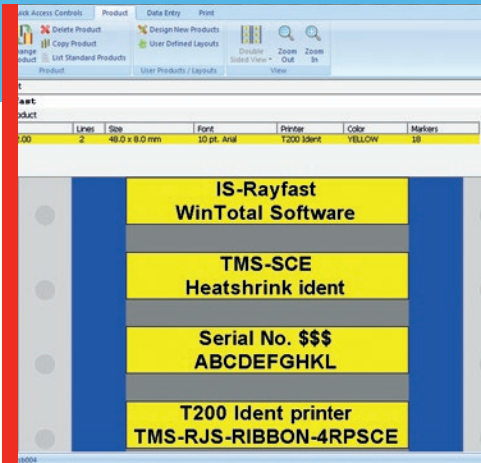 Quick Access Controls Product Data Entry Print
Delete Product
Copy Product
List Standard Products
Product
Design New Products
User Defined Layouts
User Products / Layouts
Double
Sided View
Zoom
Out
Zoom
In
View
Lines Size Font Printer Color Markers
2.00 2 48.0 x 8.0 mm 10 pt. Arial T200 Ident YELLOW 18
IS-Rayfast
WinTotal Software
TMS-SCE
Heatshrink ident
Serial No. $$$
ABCDEFGHKL
T200 Ident printer
TMS-RJS-RIBBON-4RPSCE